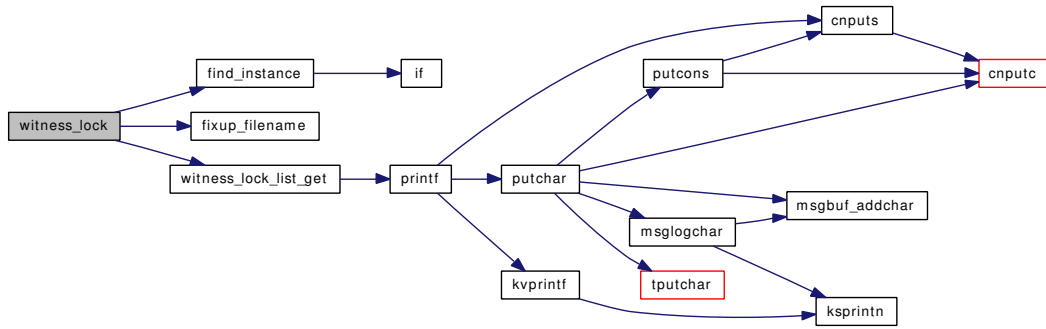 cnputs
find_instance
if
putcons
cnputc
witness_lock
fixup_filename
witness_lock_list_get
printf
putchar
msgbuf_addchar
msglogchar
kvprintf
tputchar
ksprintn